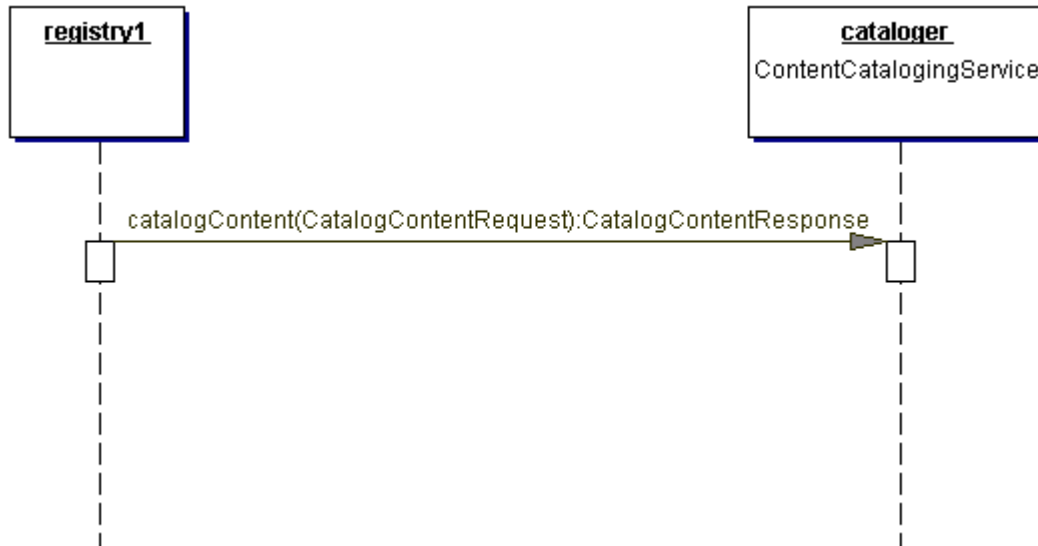 registry1
cataloger
ContentCatalogingService
catalogContent(CatalogContentRequest):CatalogContentResponse